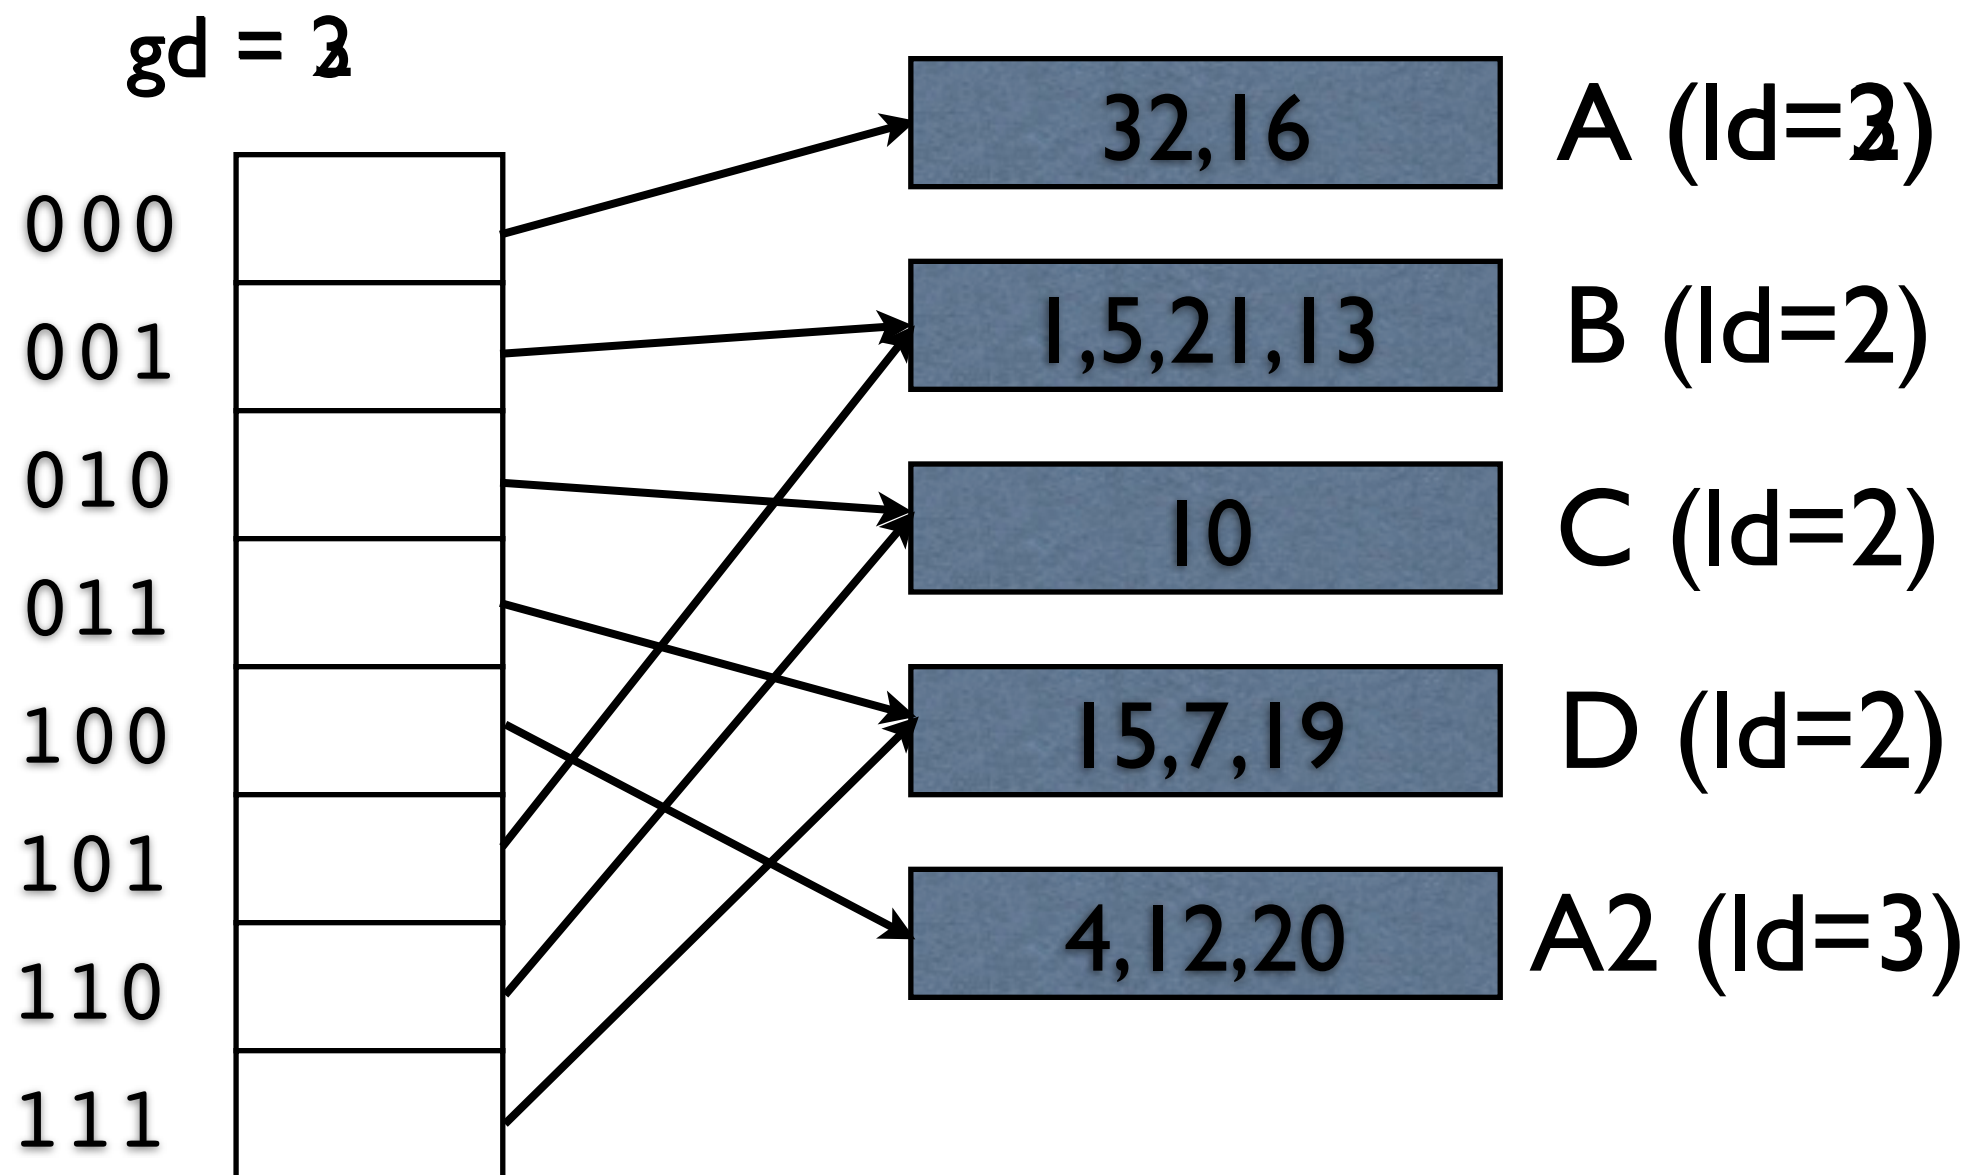 gd =
32,16
A (ld=
000
1,5,21,13
B (ld=2)
001
010
10
C (ld=2)
011
15,7,19
D (ld=2)
100
101
4,12,20
A2 (ld=3)
110
111